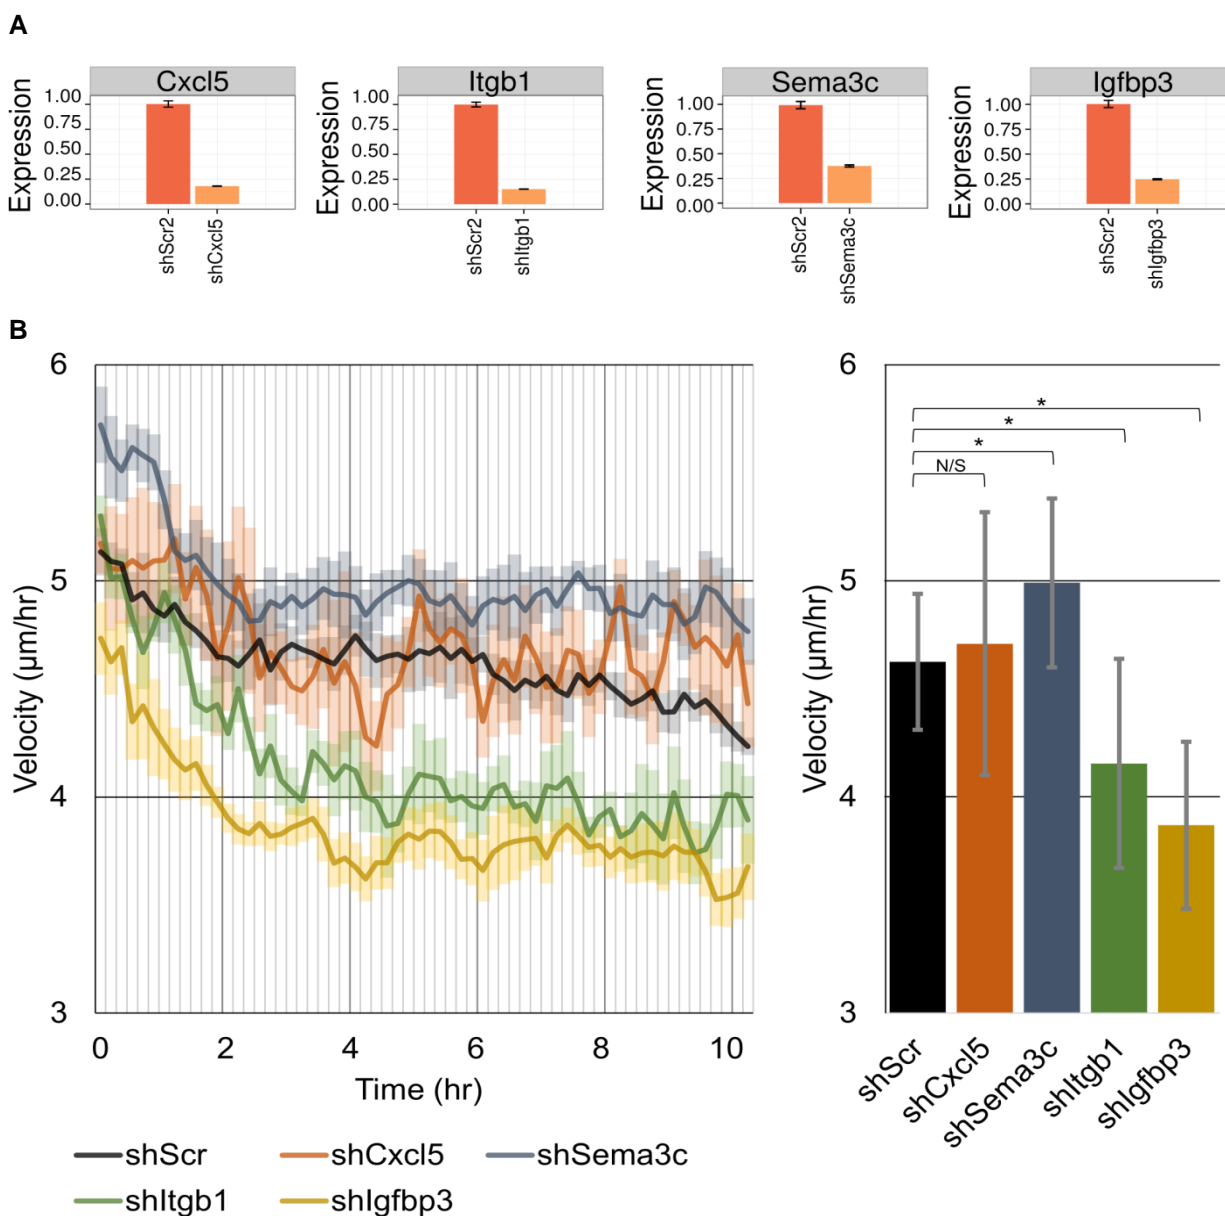 A
Cxcl5
Itgb1
Sema3c
Igfbp3
Expression
1.00
0.75
0.50
0.25
0.00
shScr2
shCxcl5
Expression
1.00
0.75
0.50
0.25
0.00
shScr2
shItgb1
Expression
1.00
0.75
0.50
0.25
0.00
shScr2
shSema3c
Expression
1.00
0.75
0.50
0.25
0.00
shScr2
shIgfbp3
B
Velocity (µm/hr)
6
5
4
3
0 2 4 6 8 10
Time (hr)
Velocity (µm/hr)
6
5
4
3
*
*
*
N/S
shScr
shCxcl5
shSema3c
shItgb1
shIgfbp3
shScr shCxcl5 shSema3c
shItgb1 shIgfbp3